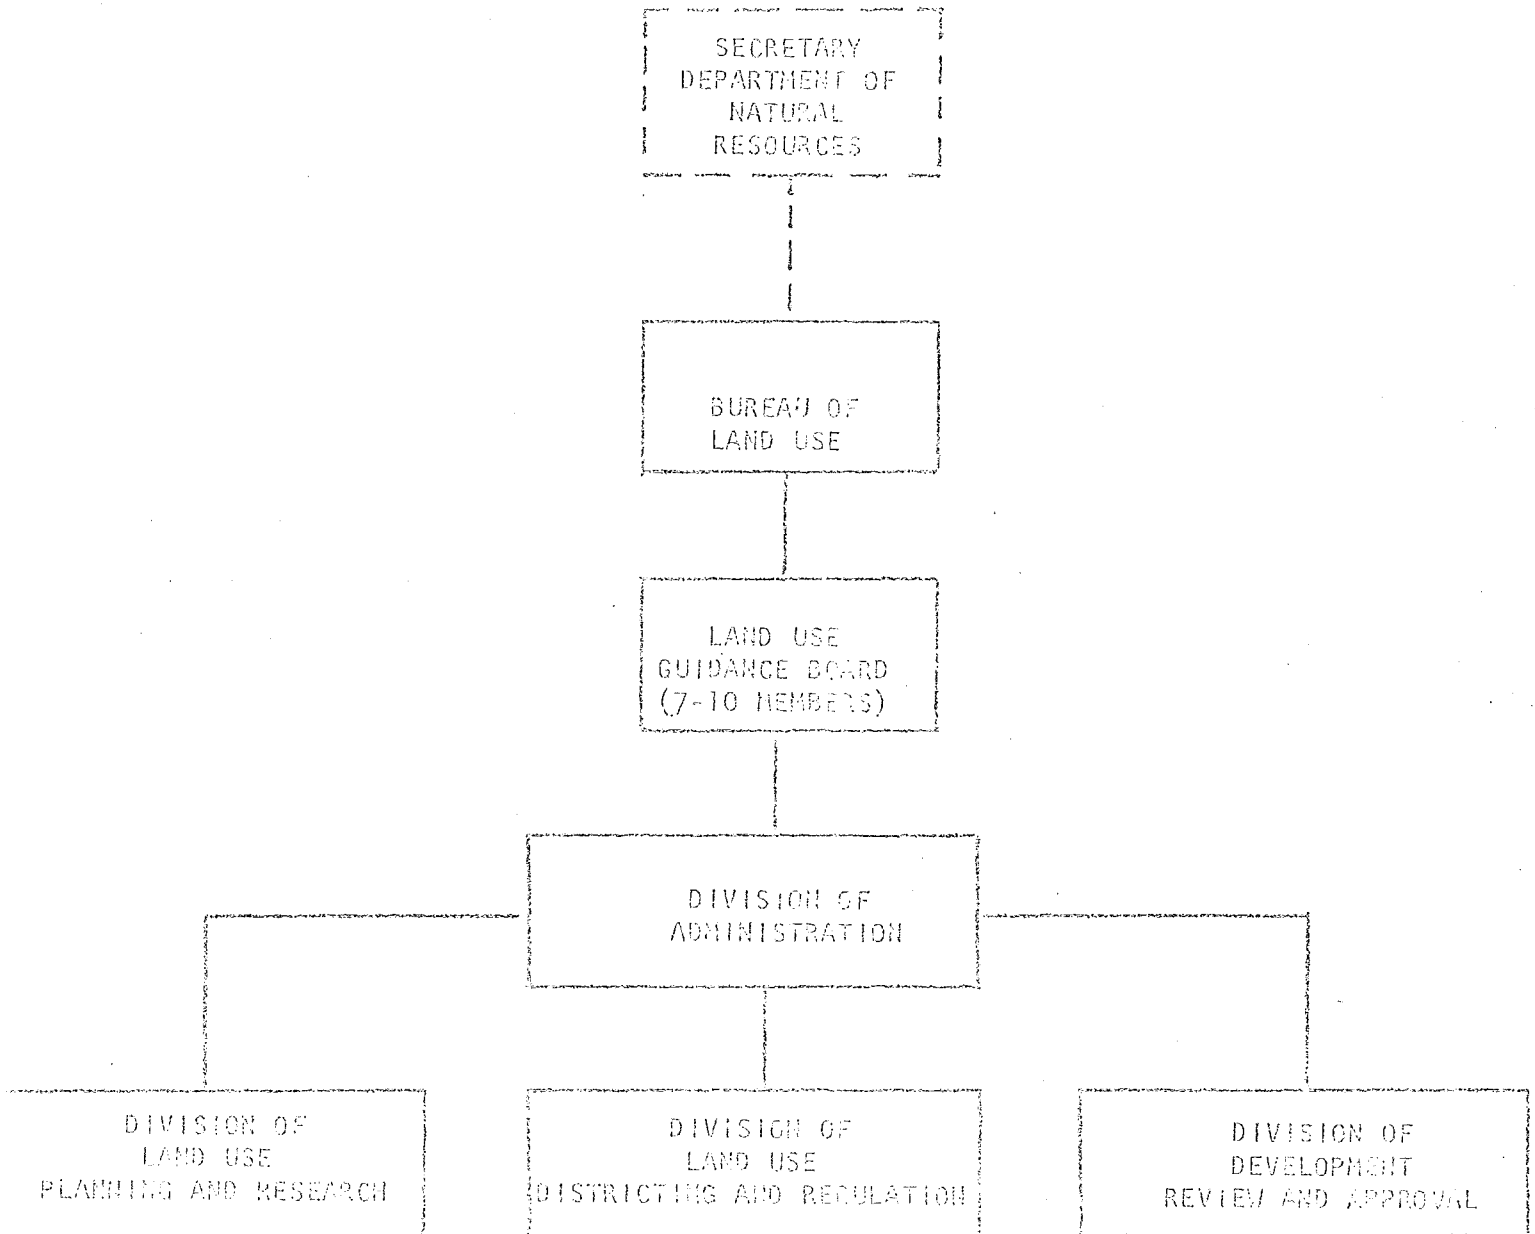 SECRETARY
DEPARTMENT OF
NATURAL
RESOURCES
BUREAU OF
LAND USE
LAND USE
GUIDANCE BOARD
(7-10 MEMBERS)
DIVISION OF
ADMINISTRATION
DIVISION OF
LAND USE
PLANNING AND RESEARCH
DIVISION OF
LAND USE
DISTRICTING AND REGULATION
DIVISION OF
DEVELOPMENT
REVIEW AND APPROVAL